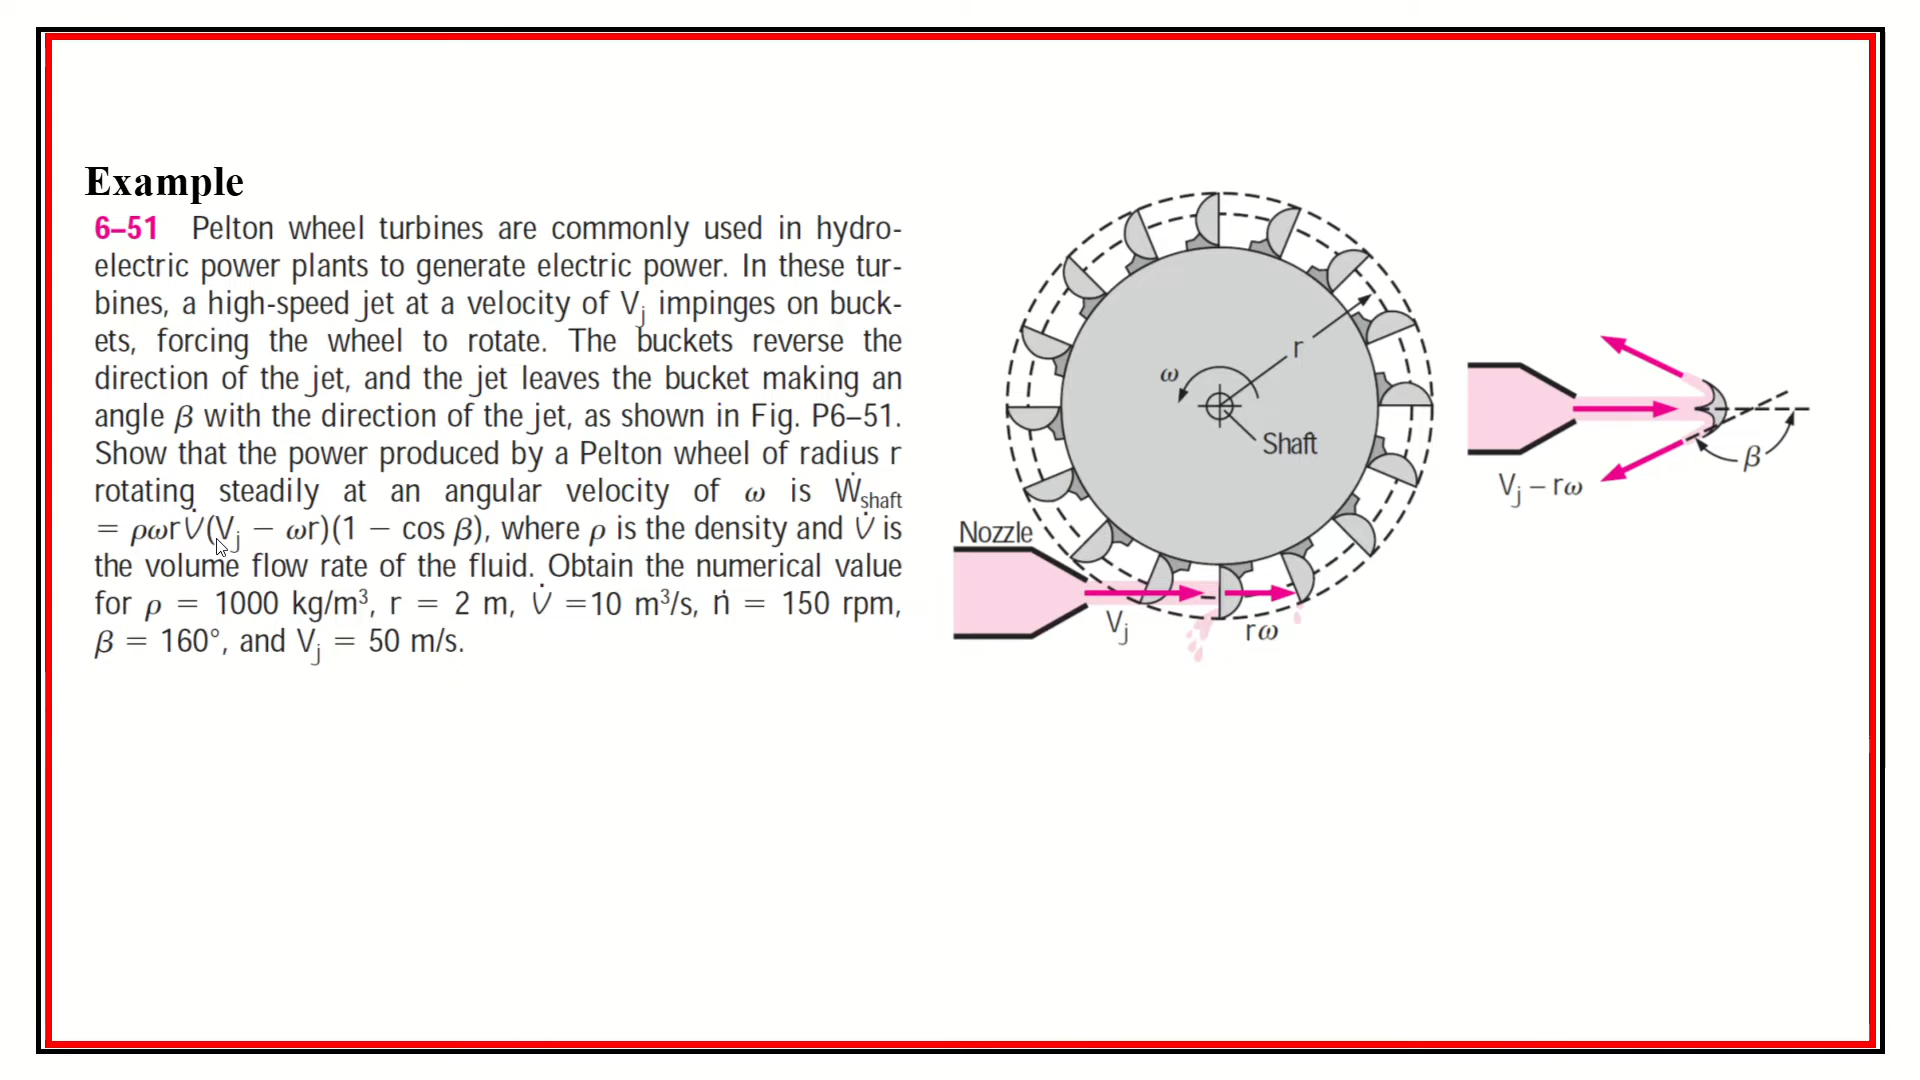 Example
6–51 Pelton wheel turbines are commonly used in hydro-
electric power plants to generate electric power. In these tur-
bines, a high-speed jet at a velocity of Vj impinges on buck-
ets, forcing the wheel to rotate. The buckets reverse the
direction of the jet, and the jet leaves the bucket making an
angle β with the direction of the jet, as shown in Fig. P6–51.
Show that the power produced by a Pelton wheel of radius r
rotating steadily at an angular velocity of ω is Ẇshaft
= ρωrV̇(Vj − ωr)(1 − cos β), where ρ is the density and V̇ is
the volume flow rate of the fluid. Obtain the numerical value
for ρ = 1000 kg/m³, r = 2 m, V̇ =10 m³/s, ṅ = 150 rpm,
β = 160°, and Vj = 50 m/s.
r
ω
Shaft
Nozzle
Vj
rω
Vj − rω
β